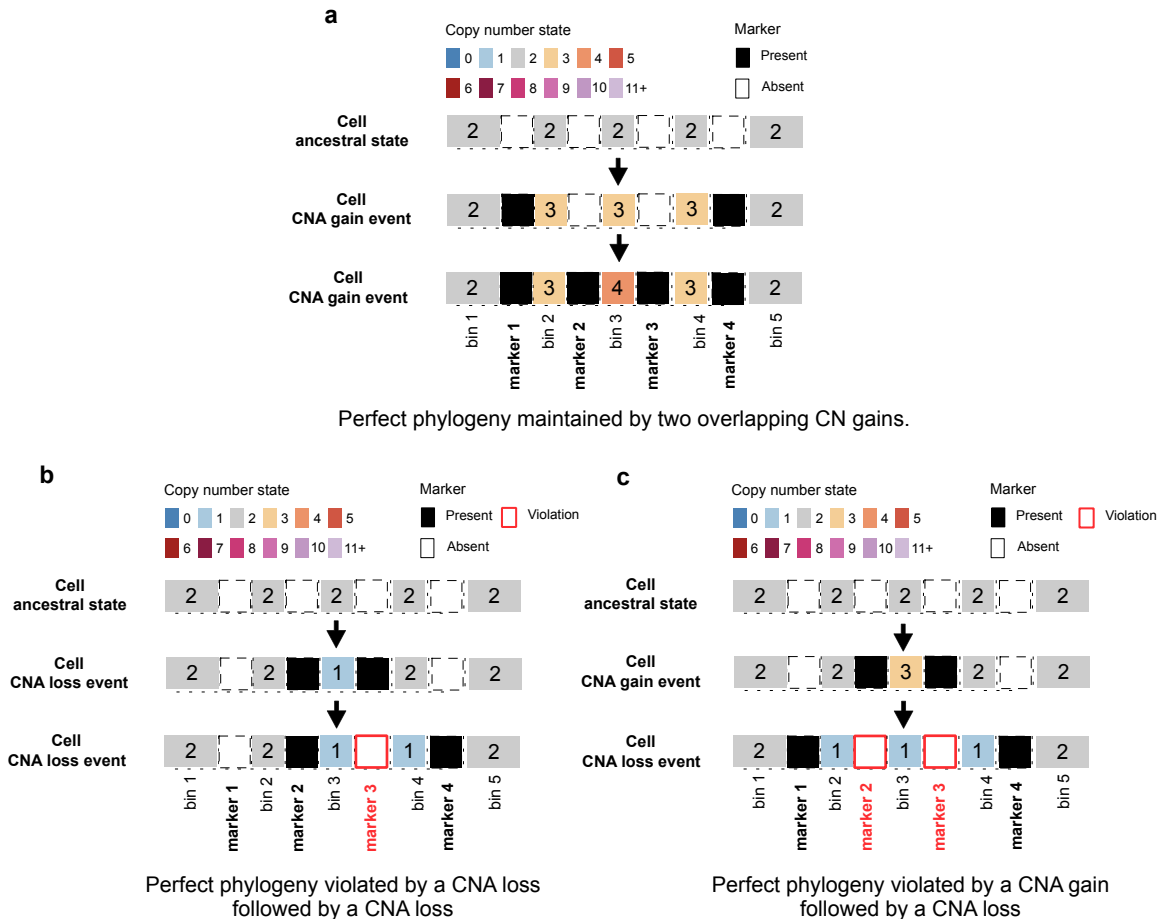 a
Copy number state
Marker
0 1 2 3 4 5
Present
6 7 8 9 10 11+
Absent
Cell
ancestral state
2 2 2 2 2
Cell
CNA gain event
2 3 3 3 2
Cell
CNA gain event
2 3 4 3 2
bin 1 marker 1 bin 2 marker 2 bin 3 marker 3 bin 4 marker 4 bin 5
Perfect phylogeny maintained by two overlapping CN gains.
b
Copy number state
Marker
0 1 2 3 4 5
Present Violation
6 7 8 9 10 11+
Absent
Cell
ancestral state
2 2 2 2 2
Cell
CNA loss event
2 2 1 2 2
Cell
CNA loss event
2 2 1 1 2
bin 1 marker 1 bin 2 marker 2 bin 3 marker 3 bin 4 marker 4 bin 5
Perfect phylogeny violated by a CNA loss
followed by a CNA loss
c
Copy number state
Marker
0 1 2 3 4 5
Present Violation
6 7 8 9 10 11+
Absent
Cell
ancestral state
2 2 2 2 2
Cell
CNA gain event
2 2 3 2 2
Cell
CNA loss event
2 1 1 1 2
bin 1 marker 1 bin 2 marker 2 bin 3 marker 3 bin 4 marker 4 bin 5
Perfect phylogeny violated by a CNA gain
followed by a CNA loss